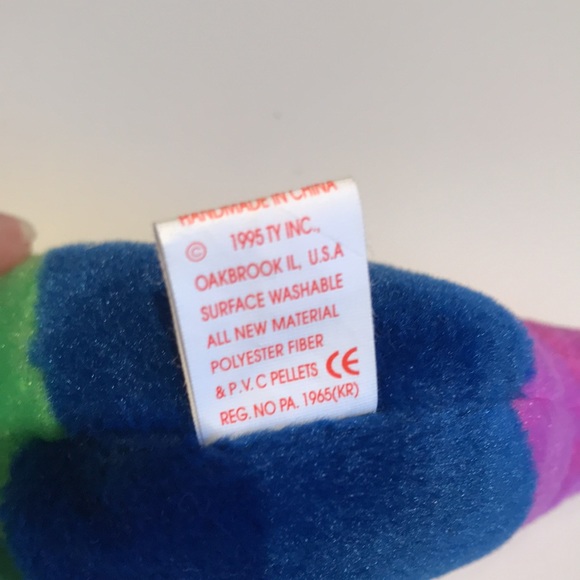 HANDMADE IN CHINA
© 1995 TY INC.,
OAKBROOK IL, U.S.A
SURFACE WASHABLE
ALL NEW MATERIAL
POLYESTER FIBER
& P.V.C PELLETS CE
REG. NO PA. 1965(KR)